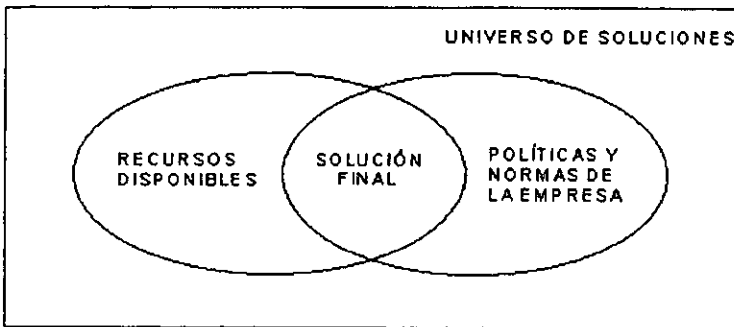 UNIVERSO DE SOLUCIONES
RECURSOS
DISPONIBLES
SOLUCIÓN
FINAL
POLÍTICAS Y
NORMAS DE
LA EMPRESA